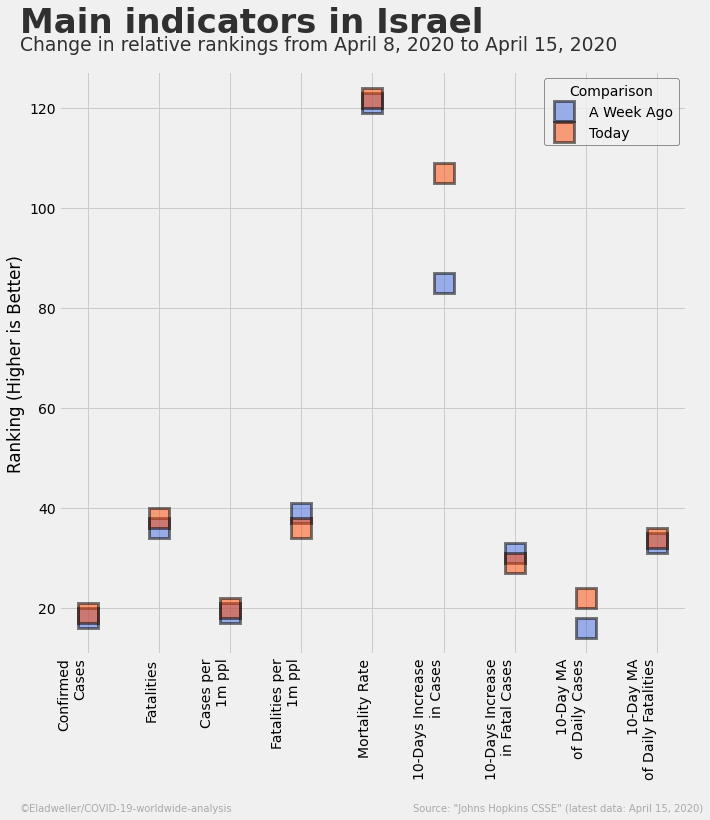 Main indicators in Israel
Change in relative rankings from April 8, 2020 to April 15, 2020
Comparison
A Week Ago
Today
Ranking (Higher is Better)
120
100
80
60
40
20
Confirmed
Cases
Fatalities
Cases per
1m ppl
Fatalities per
1m ppl
Mortality Rate
10-Days Increase
in Cases
10-Days Increase
in Fatal Cases
10-Day MA
of Daily Cases
10-Day MA
of Daily Fatalities
©Eladweller/COVID-19-worldwide-analysis
Source: "Johns Hopkins CSSE" (latest data: April 15, 2020)